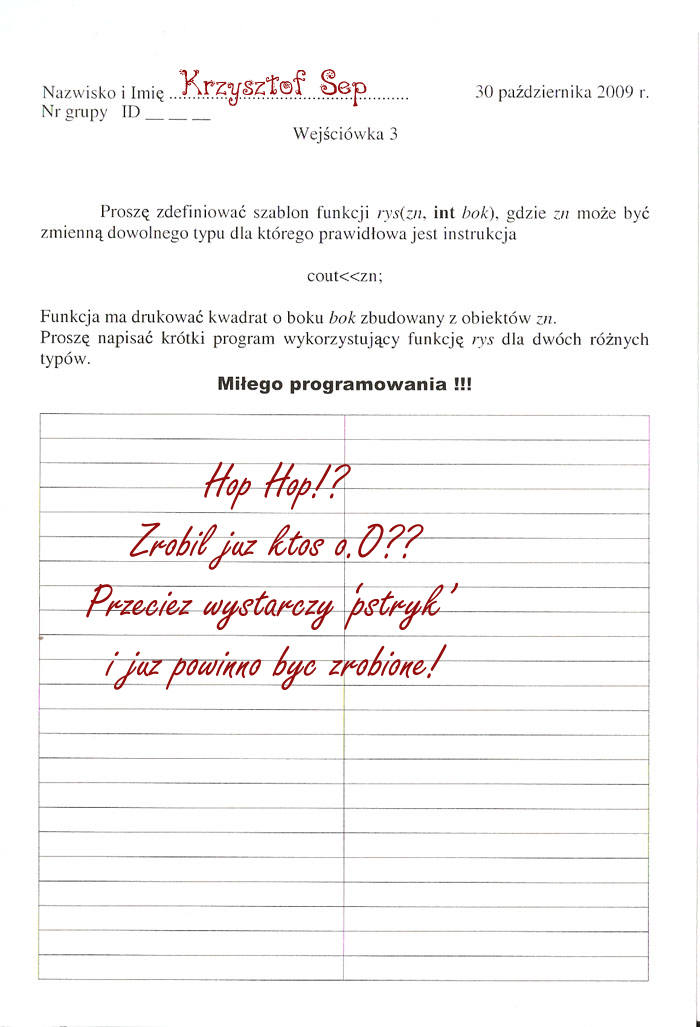 Nazwisko i Imię ..Krzysztof Sep........... 30 października 2009 r.
Nr grupy ID __ __ __
Wejściówka 3
Proszę zdefiniować szablon funkcji rys(zn, int bok), gdzie zn może być
zmienną dowolnego typu dla którego prawidłowa jest instrukcja
cout<<zn;
Funkcja ma drukować kwadrat o boku bok zbudowany z obiektów zn.
Proszę napisać krótki program wykorzystujący funkcję rys dla dwóch różnych
typów.
Miłego programowania !!!
Hop Hop!?
Zrobil juz ktos o.O??
Przeciez wystarczy 'pstryk'
i juz powinno byc zrobione!